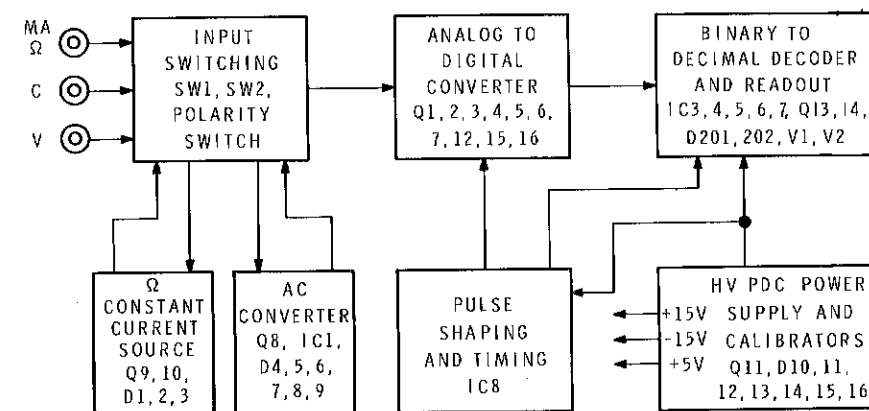 MA
Ω
C
V
INPUT
SWITCHING
SW1, SW2,
POLARITY
SWITCH
ANALOG TO
DIGITAL
CONVERTER
Q1, 2, 3, 4, 5, 6,
7, 12, 15, 16
BINARY TO
DECIMAL DECODER
AND READOUT
IC3, 4, 5, 6, 7, Q13, 14,
D201, 202, V1, V2
Ω
CONSTANT
CURRENT
SOURCE
Q9, 10,
D1, 2, 3
AC
CONVERTER
Q8, IC1,
D4, 5, 6,
7, 8, 9
PULSE
SHAPING
AND TIMING
IC8
+15V
-15V
+5V
HV PDC POWER
SUPPLY AND
CALIBRATORS
Q11, D10, 11,
12, 13, 14, 15, 16